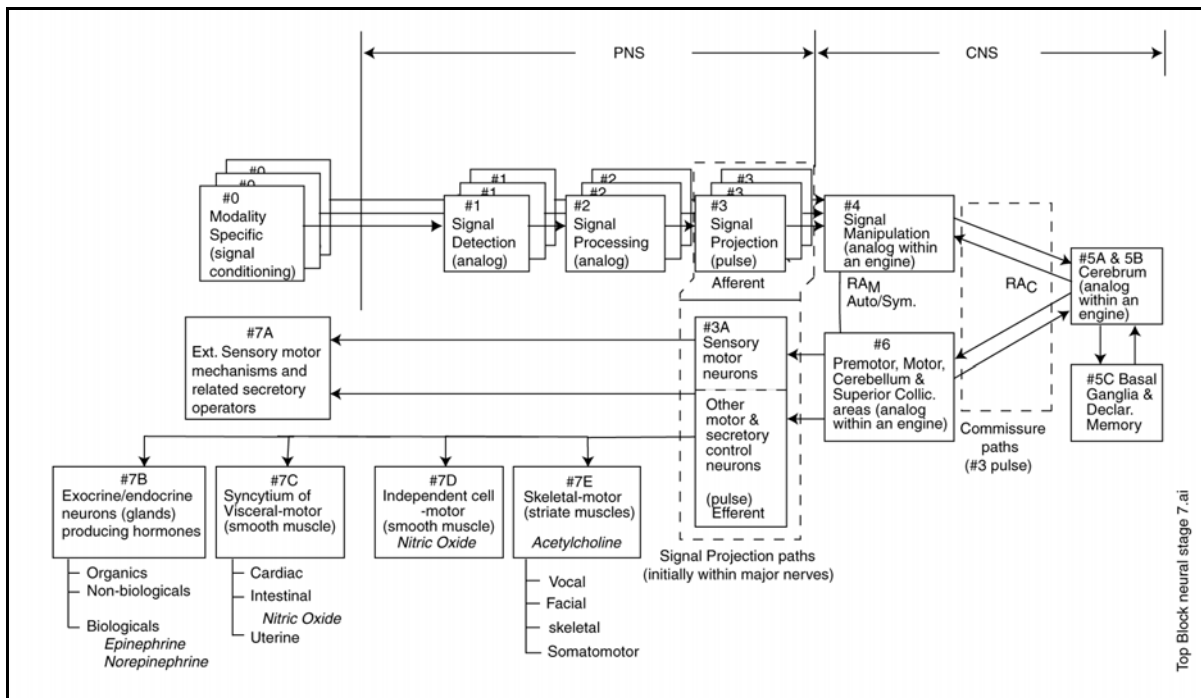 PNS
CNS
#0
#0
#0
Modality
Specific
(signal
conditioning)
#1
#1
#1
Signal
Detection
(analog)
#2
#2
#2
Signal
Processing
(analog)
#3
#3
#3
Signal
Projection
(pulse)
Afferent
#4
Signal
Manipulation
(analog within
an engine)
RAM
Auto/Sym.
RAC
#5A & 5B
Cerebrum
(analog
within an
engine)
#7A
Ext. Sensory motor
mechanisms and
related secretory
operators
#3A
Sensory
motor
neurons
Other
motor &
secretory
control
neurons
(pulse)
Efferent
#6
Premotor, Motor,
Cerebellum &
Superior Collic.
areas (analog
within an engine)
#5C Basal
Ganglia &
Declar.
Memory
Commissure
paths
(#3 pulse)
#7B
Exocrine/endocrine
neurons (glands)
producing hormones
#7C
Syncytium of
Visceral-motor
(smooth muscle)
#7D
Independent cell
-motor
(smooth muscle)
Nitric Oxide
#7E
Skeletal-motor
(striate muscles)
Acetylcholine
Signal Projection paths
(initially within major nerves)
Organics
Non-biologicals
Biologicals
Epinephrine
Norepinephrine
Cardiac
Intestinal
Nitric Oxide
Uterine
Vocal
Facial
skeletal
Somatomotor
Top Block neural stage 7.ai